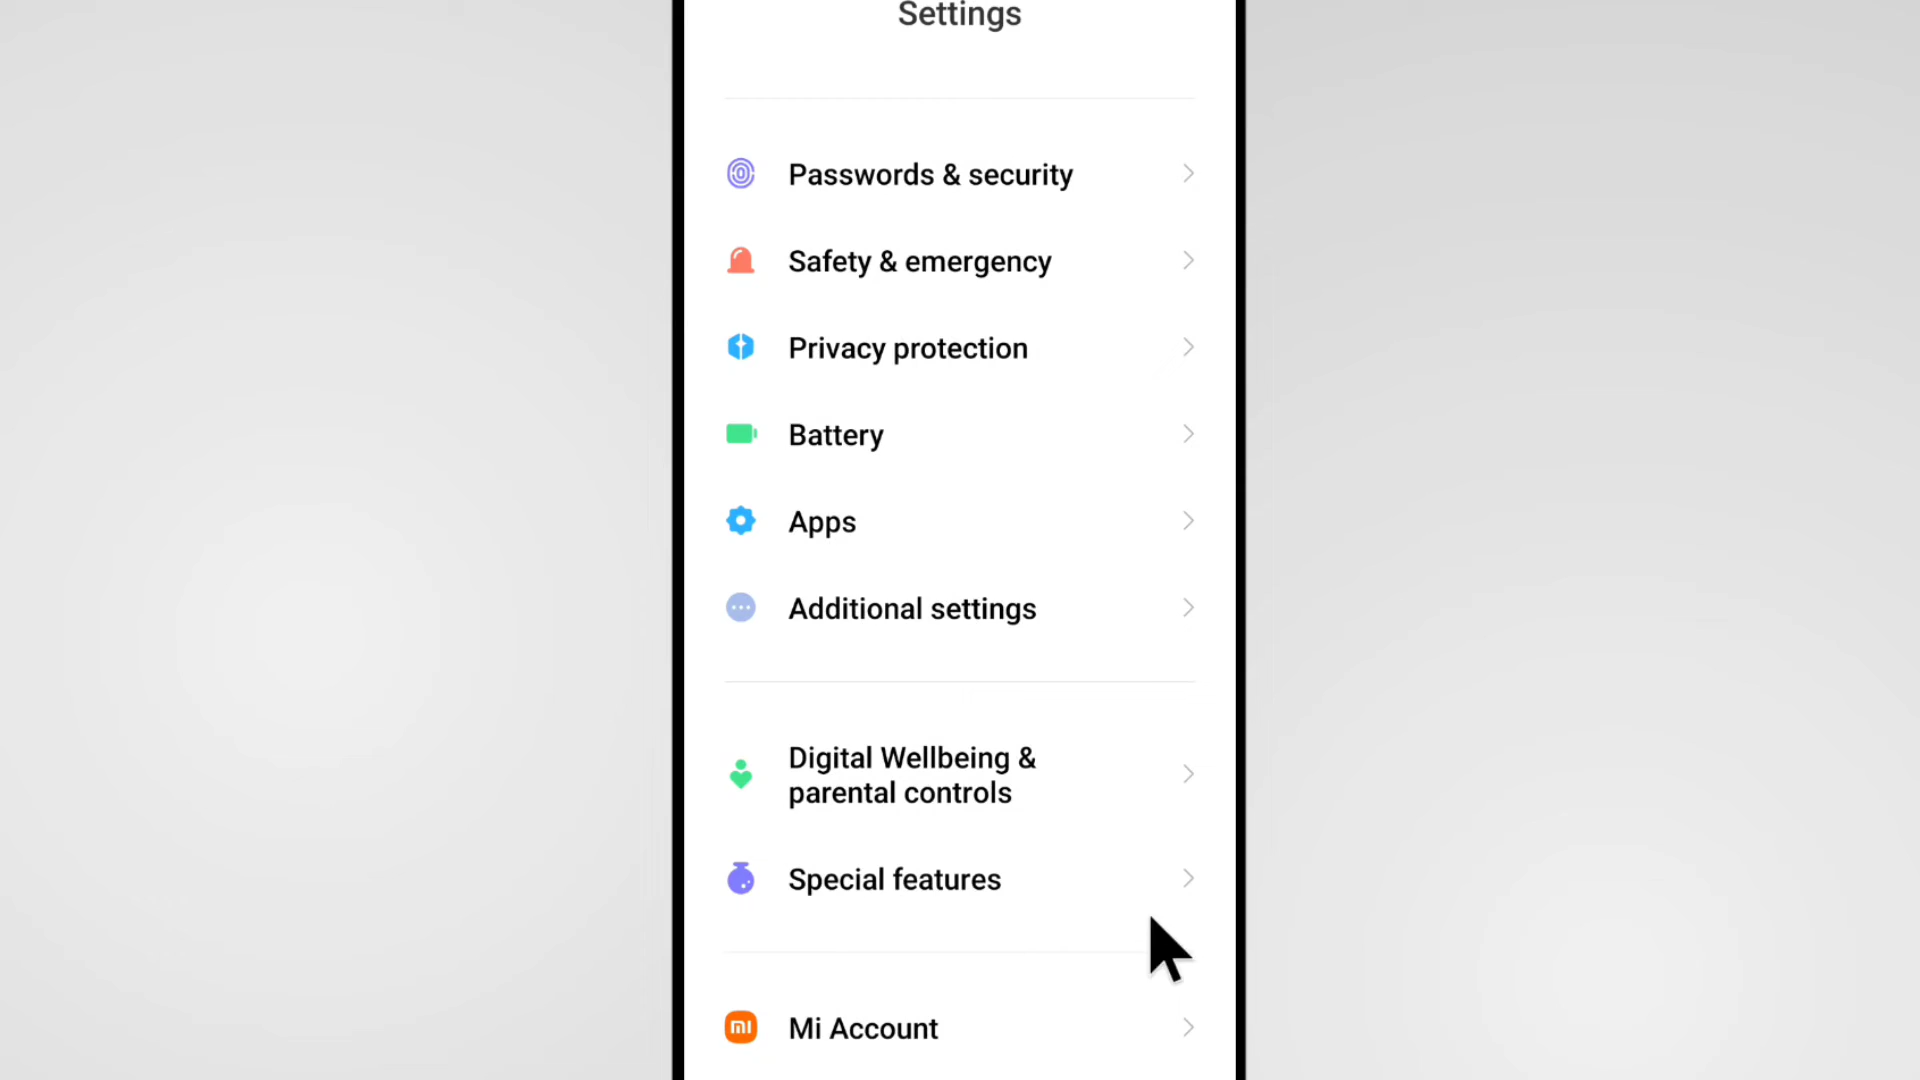 Settings
Passwords & security
Safety & emergency
Privacy protection
Battery
Apps
Additional settings
Digital Wellbeing &
parental controls
Special features
Mi Account